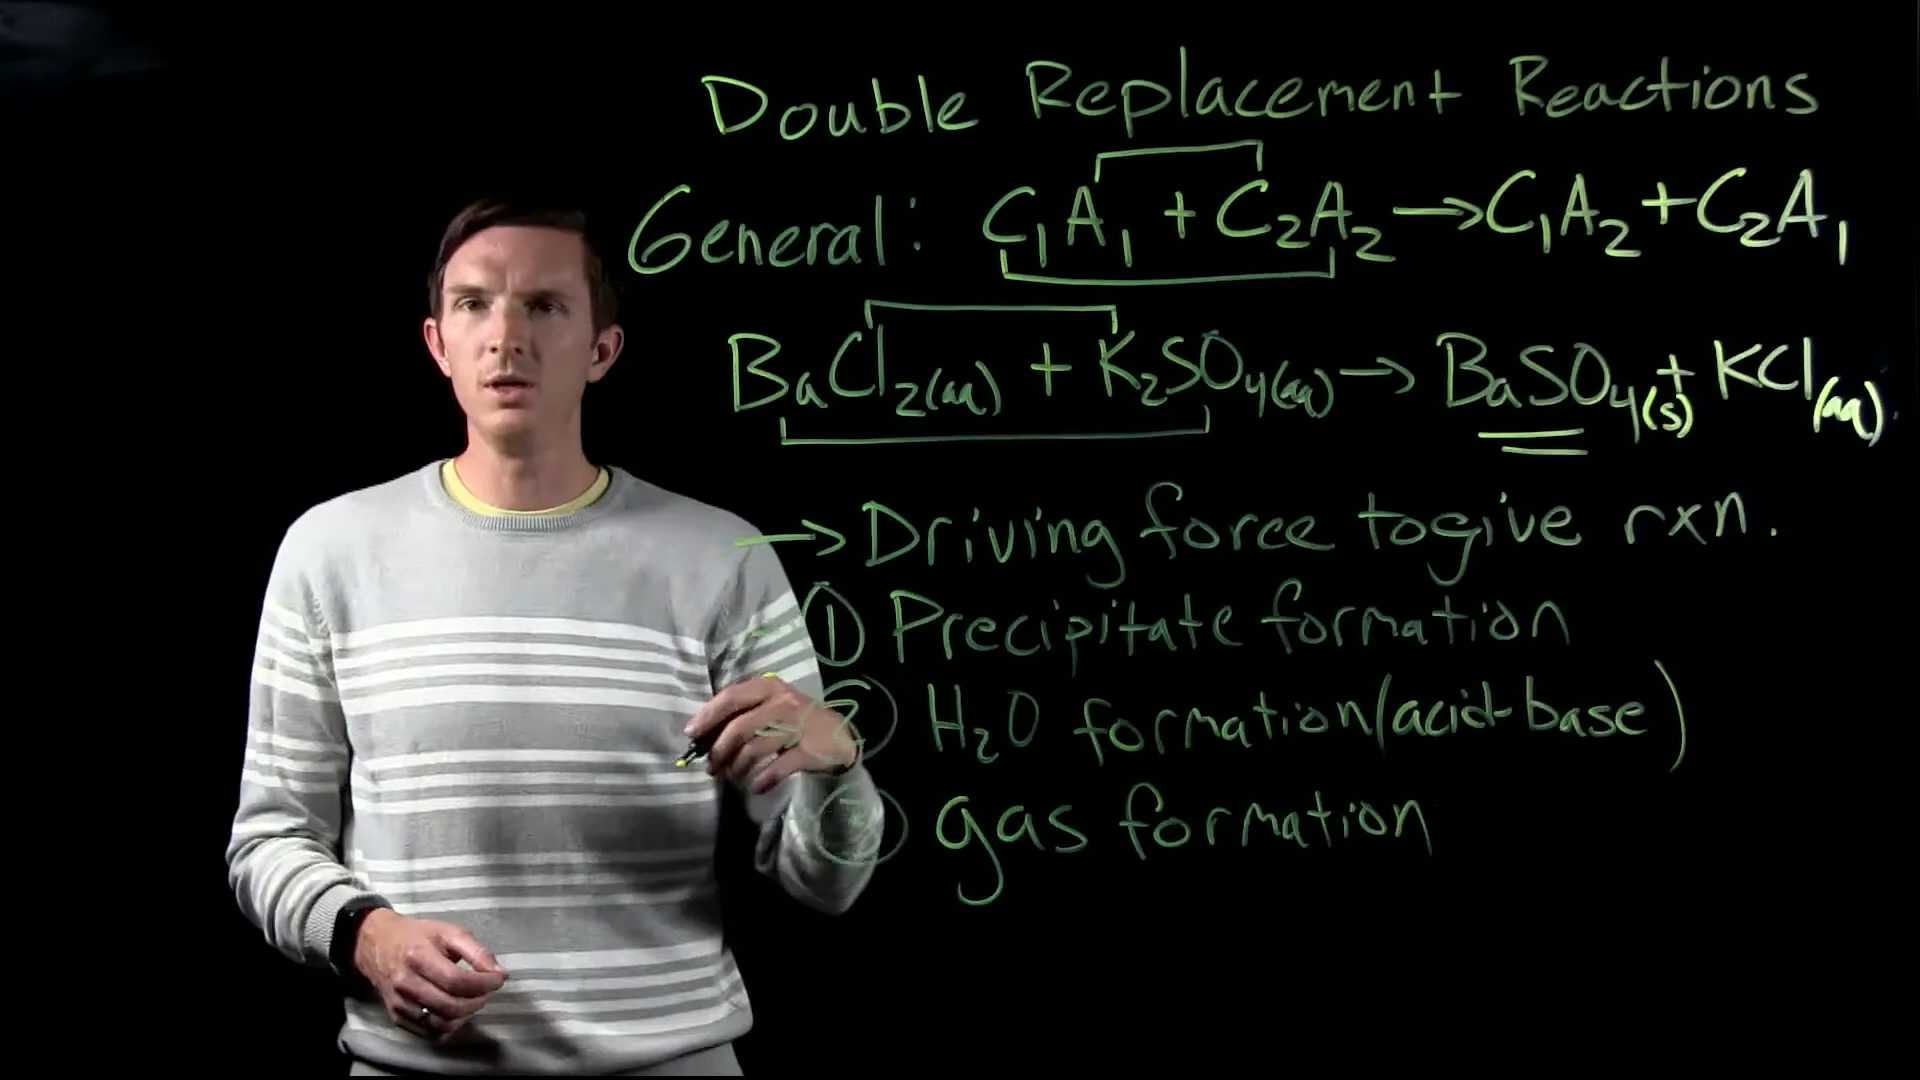 Double Replacement Reactions
General: C₁A₁ + C₂A₂ → C₁A₂ + C₂A₁
BaCl₂(aq) + K₂SO₄(aq) → BaSO₄(s) + KCl(aq)
→ Driving force to give rxn.
① Precipitate formation
② H₂O formation (acid-base)
③ gas formation